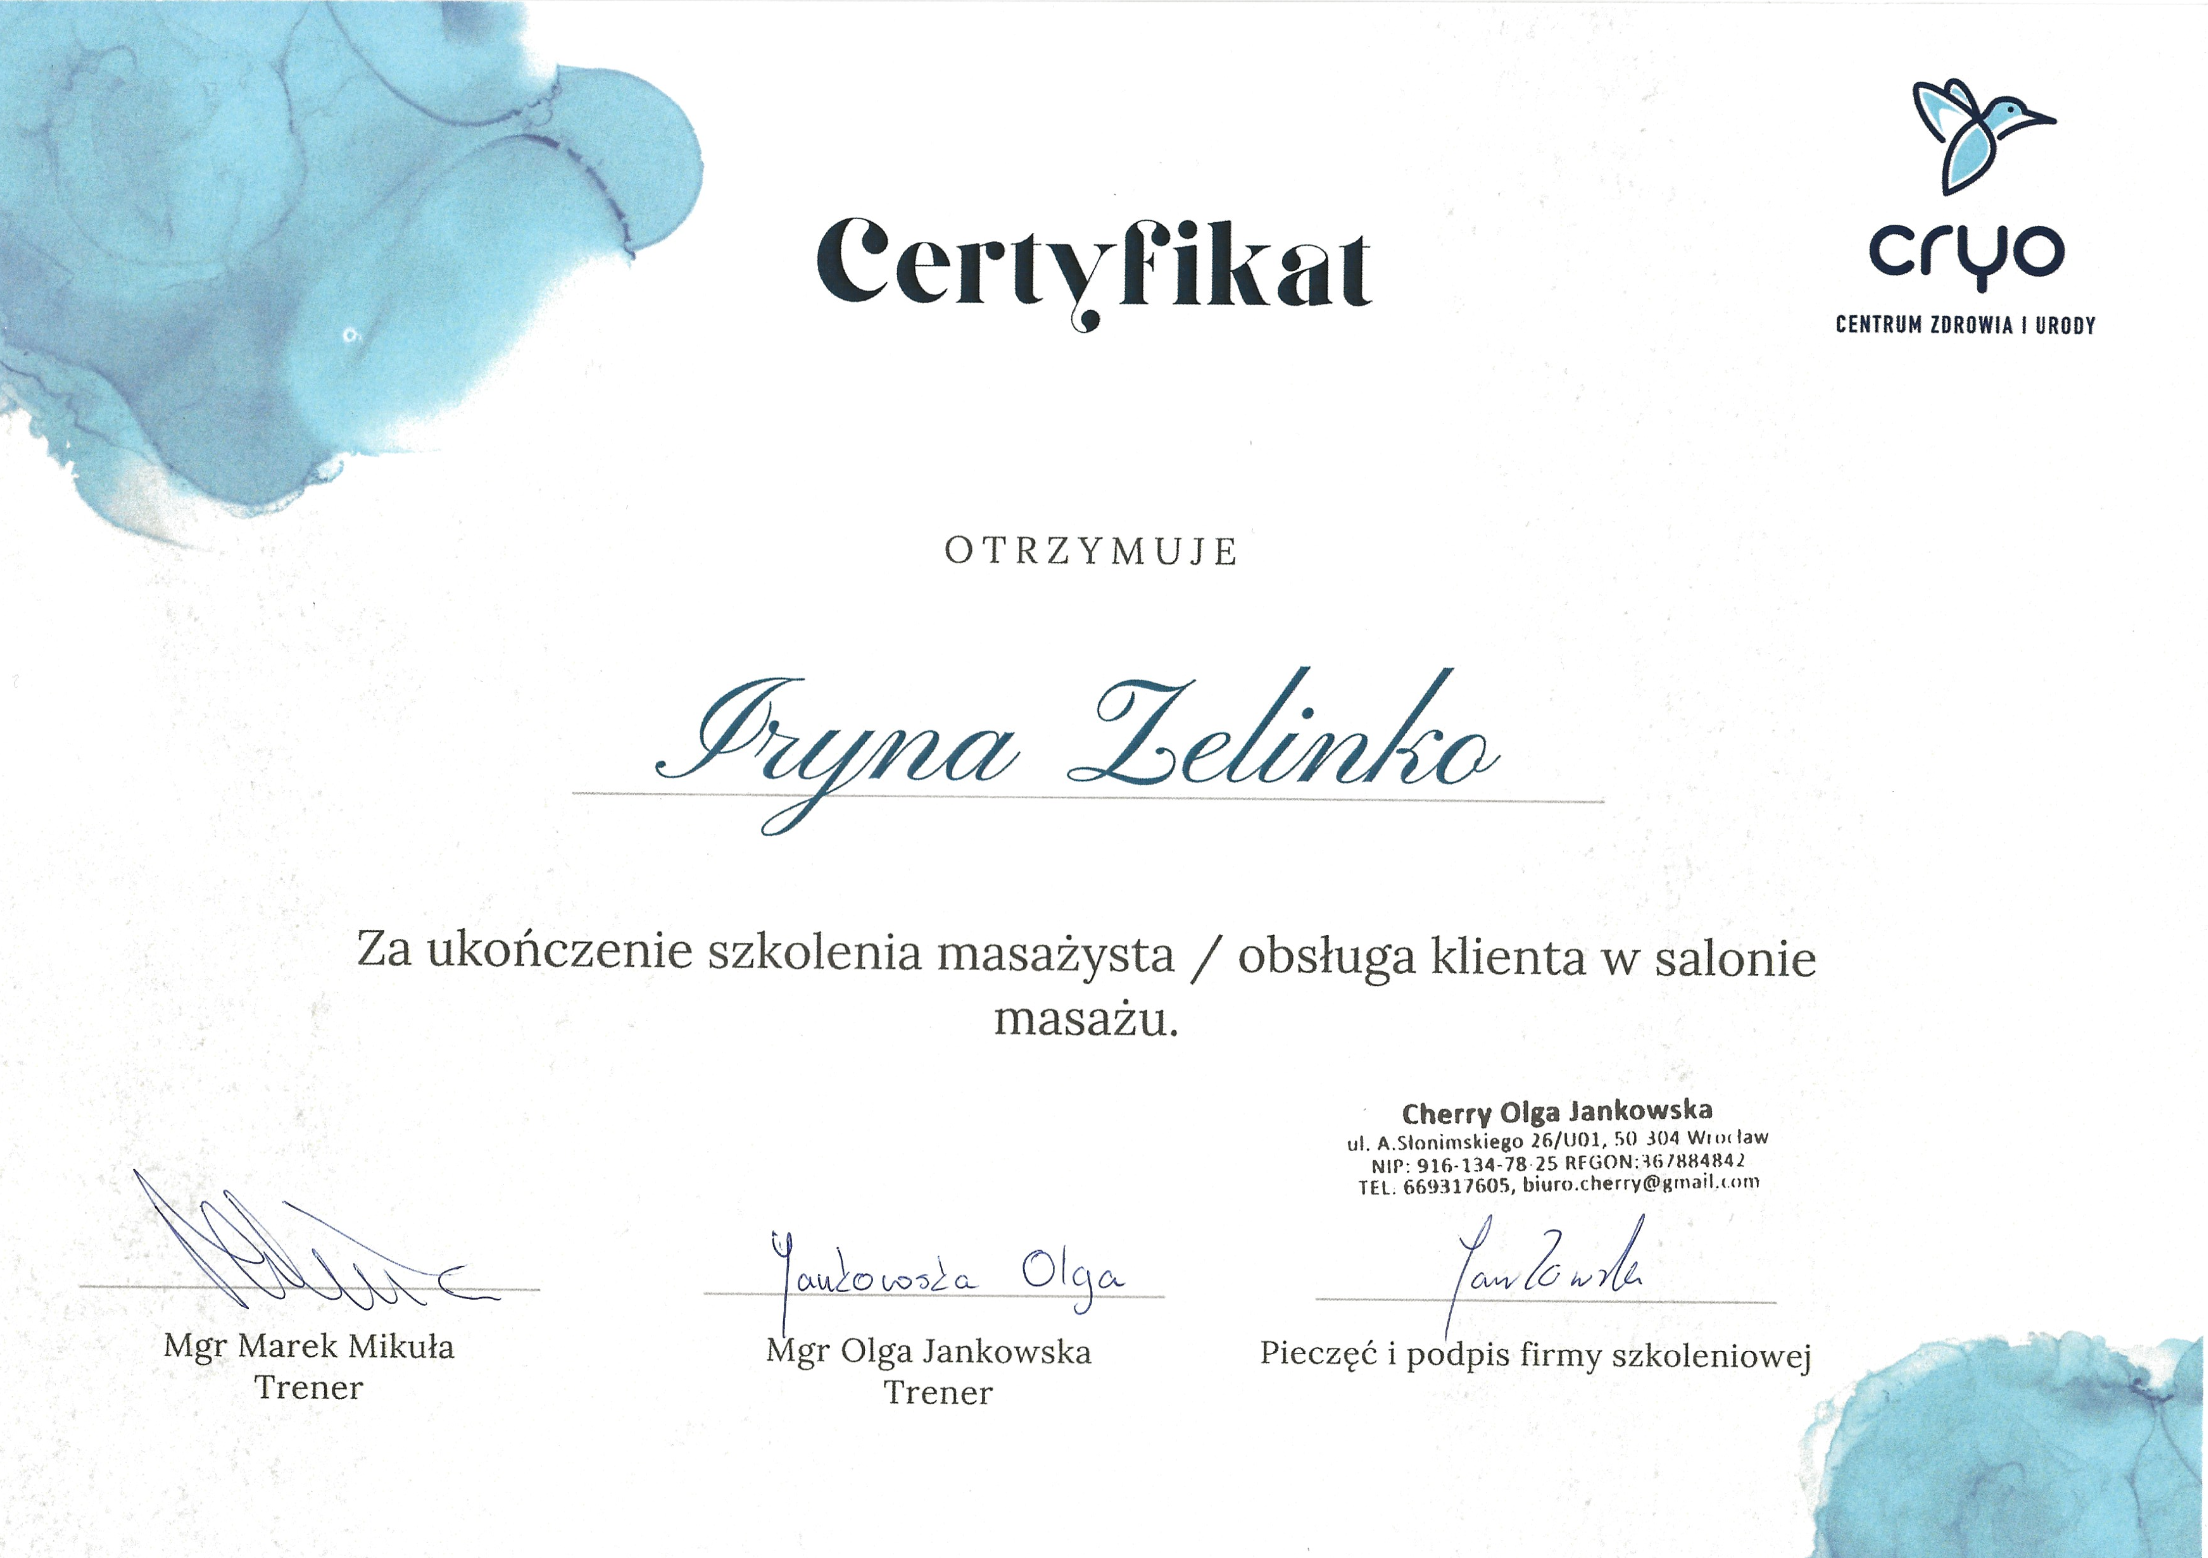 Certyfikat
cryo
CENTRUM ZDROWIA I URODY
OTRZYMUJE
Iryna Zelinko
Za ukończenie szkolenia masażysta / obsługa klienta w salonie
masażu.
Cherry Olga Jankowska
ul. A.Słonimskiego 26/U01, 50 304 Wrocław
NIP: 916-134-78-25 REGON:367884842
TEL. 669317605, biuro.cherry@gmail.com
Jankowska Olga
Jankowska
Mgr Marek Mikuła
Trener
Mgr Olga Jankowska
Trener
Pieczęć i podpis firmy szkoleniowej